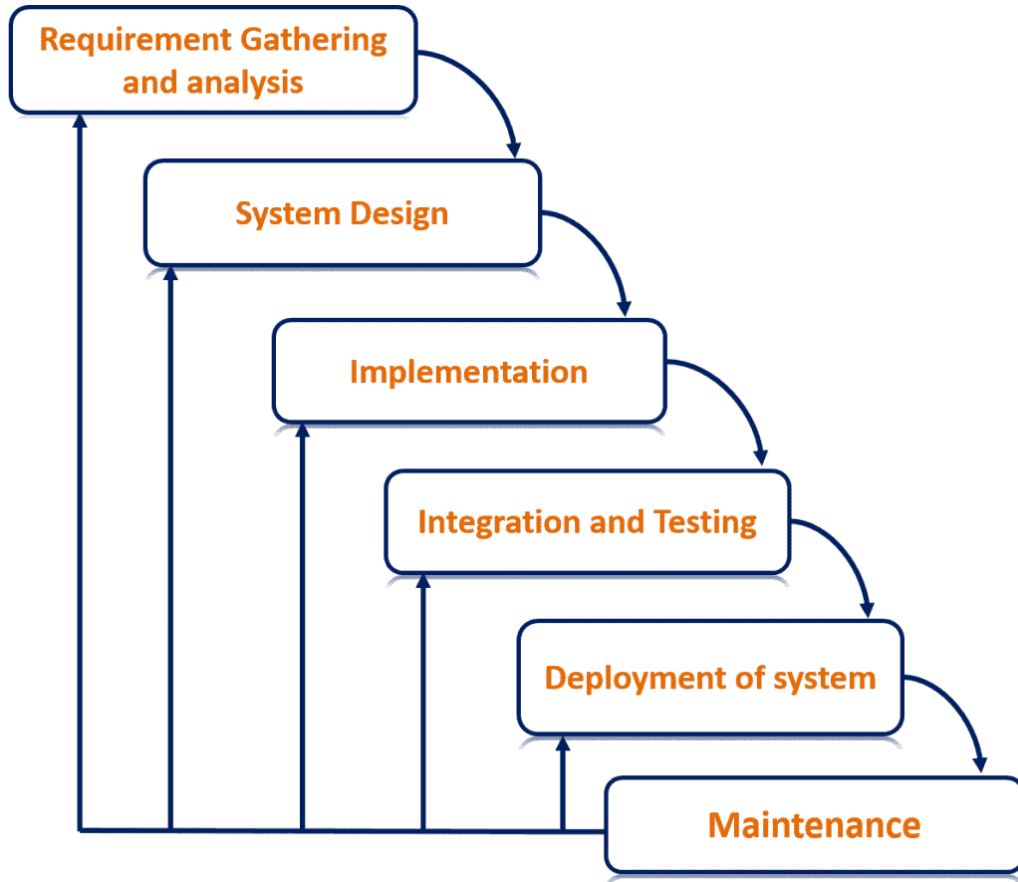 Requirement Gathering
and analysis
System Design
Implementation
Integration and Testing
Deployment of system
Maintenance